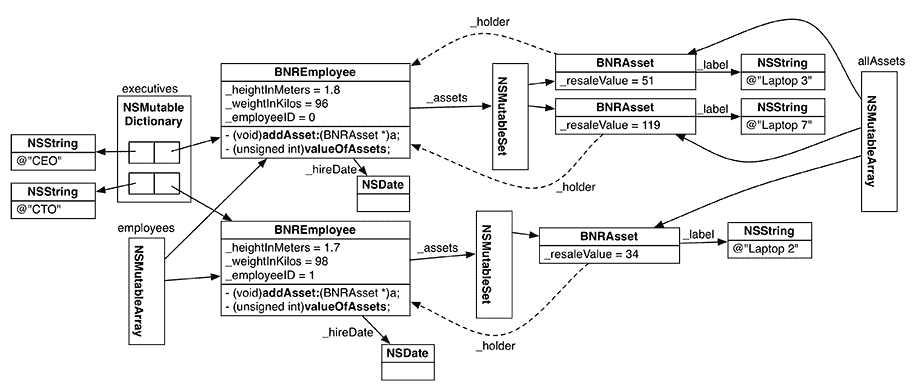 executives
NSMutable
Dictionary
NSString
@"CEO"
NSString
@"CTO"
employees
NSMutableArray
BNREmployee
_heightInMeters = 1.8
_weightInKilos = 96
_employeeID = 0
- (void)addAsset:(BNRAsset *)a;
- (unsigned int)valueOfAssets;
_hireDate
NSDate
_assets
NSMutableSet
_holder
BNRAsset
_resaleValue = 51
_label
NSString
@"Laptop 3"
BNRAsset
_resaleValue = 119
_label
NSString
@"Laptop 7"
_holder
allAssets
NSMutableArray
BNREmployee
_heightInMeters = 1.7
_weightInKilos = 98
_employeeID = 1
- (void)addAsset:(BNRAsset *)a;
- (unsigned int)valueOfAssets;
_hireDate
NSDate
_assets
NSMutableSet
BNRAsset
_resaleValue = 34
_label
NSString
@"Laptop 2"
_holder